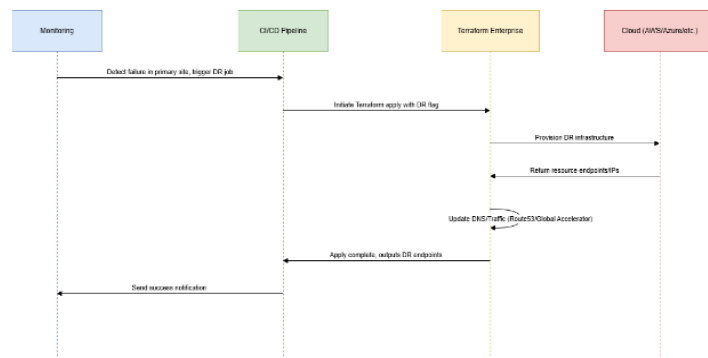 Monitoring
CI/CD Pipeline
Terraform Enterprise
Cloud (AWS/Azure/etc.)
Detect failure in primary site, trigger DR job
Initiate Terraform apply with DR flag
Provision DR infrastructure
Return resource endpoints/IPs
Update DNS/Traffic (Route53/Global Accelerator)
Apply complete, outputs DR endpoints
Send success notification